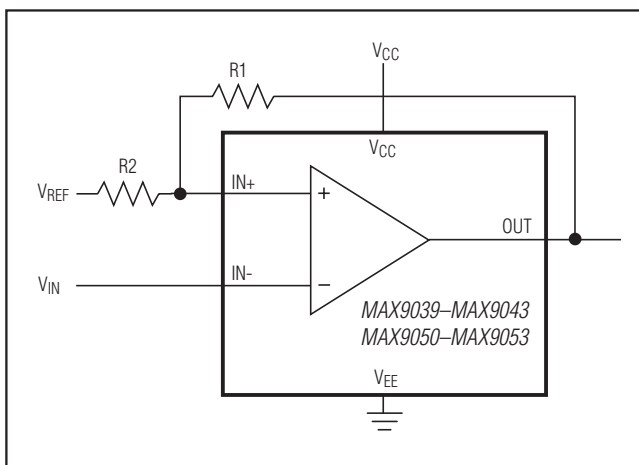 VCC
R1
VCC
R2
VREF
IN+
+
OUT
VIN
IN-
−
MAX9039–MAX9043
MAX9050–MAX9053
VEE